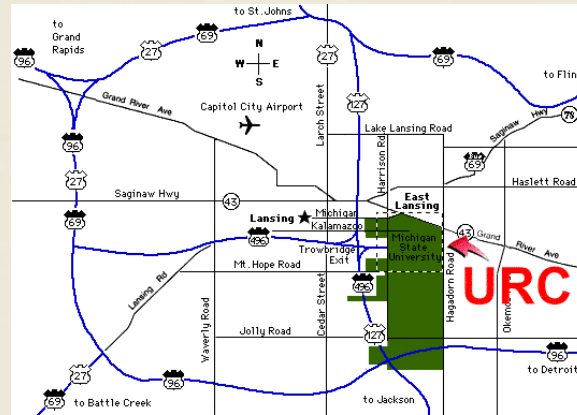 to St. Johns
to
Grand
Rapids
69
27
27
96
69
N
W E
S
to Flin
Grand River Ave
Capitol City Airport
Larch Street
127
78
Saginaw Hwy
Lake Lansing Road
Harrison Rd
96
69
27
Haslett Road
Saginaw Hwy
43
East
Lansing
69
Lansing
Michigan
Kalamazoo
43
Grand
River
Ave
496
Michigan
State
University
Trowbridge
Exit
Mt. Hope Road
URC
Lansing Rd
Waverly Road
Cedar Street
496
Hagadorn Road
Okemo
Jolly Road
127
96
27
96
to Detroit
69
to Battle Creek
to Jackson